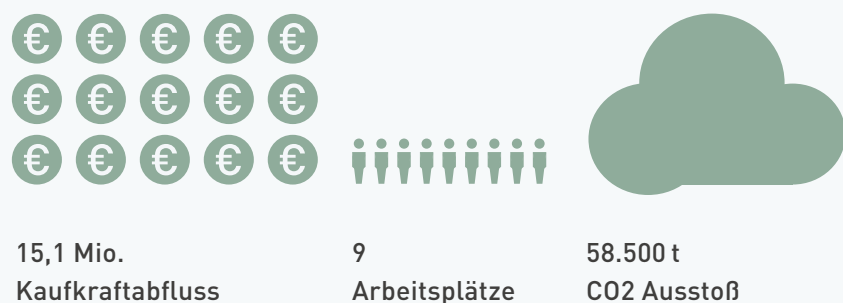 € € € € €
€ € € € €
€ € € € €
15,1 Mio.
Kaufkraftabfluss
9
Arbeitsplätze
58.500 t
CO2 Ausstoß